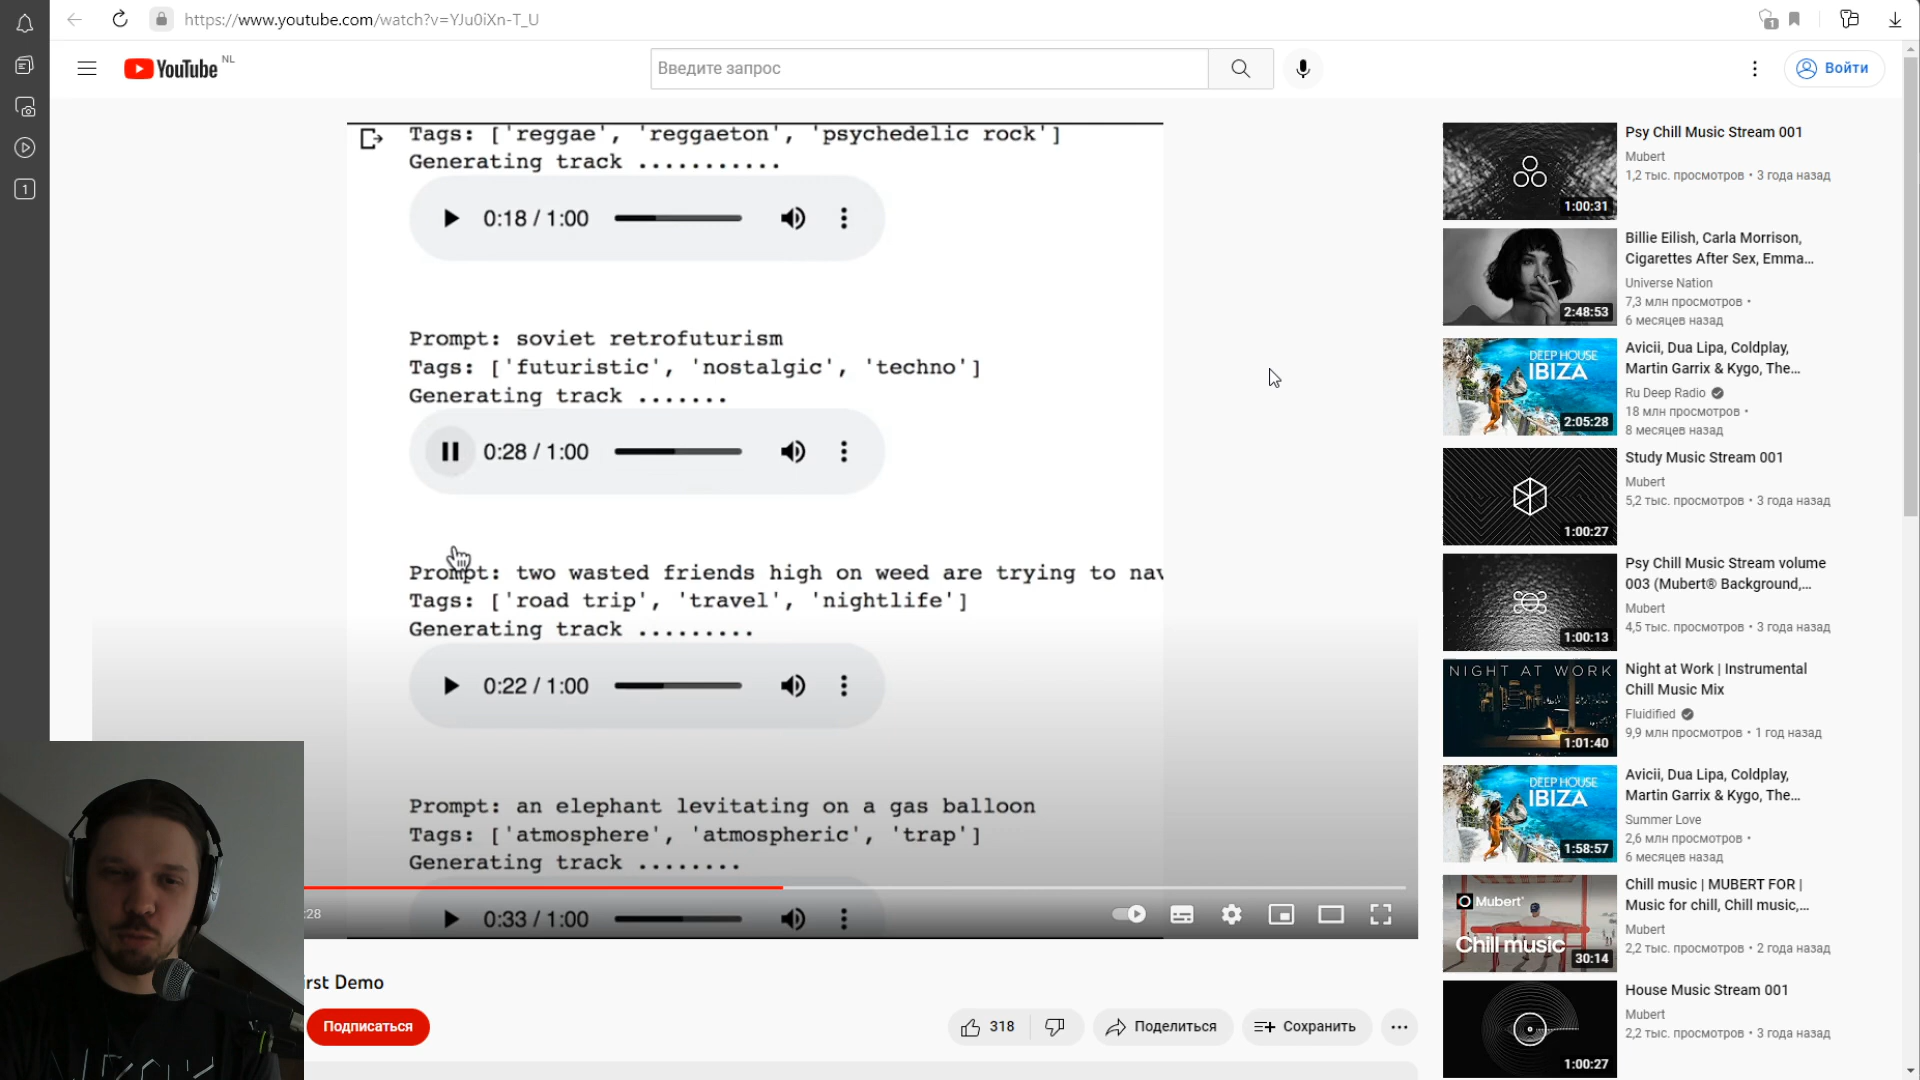 https://www.youtube.com/watch?v=YJu0iXn-T_U
1
1
YouTube NL
Введите запрос
Войти
Tags: ['reggae', 'reggaeton', 'psychedelic rock']
Generating track ...........
0:18 / 1:00
Prompt: soviet retrofuturism
Tags: ['futuristic', 'nostalgic', 'techno']
Generating track .......
0:28 / 1:00
Prompt: two wasted friends high on weed are trying to nav
Tags: ['road trip', 'travel', 'nightlife']
Generating track .........
0:22 / 1:00
Prompt: an elephant levitating on a gas balloon
Tags: ['atmosphere', 'atmospheric', 'trap']
Generating track ........
0:33 / 1:00
:28
irst Demo
Подписаться
318
Поделиться
Сохранить
Psy Chill Music Stream 001
Mubert
1,2 тыс. просмотров • 3 года назад
1:00:31
Billie Eilish, Carla Morrison,
Cigarettes After Sex, Emma...
Universe Nation
7,3 млн просмотров •
6 месяцев назад
2:48:53
DEEP HOUSE
IBIZA
Avicii, Dua Lipa, Coldplay,
Martin Garrix & Kygo, The...
Ru Deep Radio
18 млн просмотров •
8 месяцев назад
2:05:28
Study Music Stream 001
Mubert
5,2 тыс. просмотров • 3 года назад
1:00:27
Psy Chill Music Stream volume
003 (Mubert® Background,...
Mubert
4,5 тыс. просмотров • 3 года назад
1:00:13
NIGHT AT WORK
Night at Work | Instrumental
Chill Music Mix
Fluidified
9,9 млн просмотров • 1 год назад
1:01:40
DEEP HOUSE
IBIZA
Avicii, Dua Lipa, Coldplay,
Martin Garrix & Kygo, The...
Summer Love
2,6 млн просмотров •
6 месяцев назад
1:58:57
Mubert
Chill music
Chill music | MUBERT FOR |
Music for chill, Chill music,...
Mubert
2,2 тыс. просмотров • 2 года назад
30:14
House Music Stream 001
Mubert
2,2 тыс. просмотров • 3 года назад
1:00:27